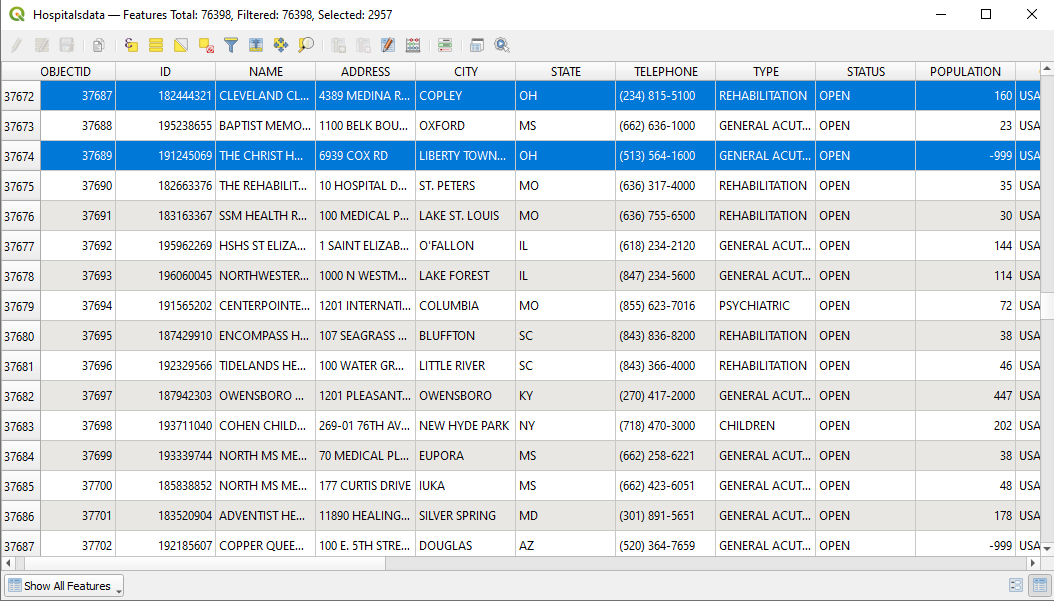 Hospitalsdata — Features Total: 76398, Filtered: 76398, Selected: 2957
OBJECTID ID NAME ADDRESS CITY STATE TELEPHONE TYPE STATUS POPULATION
37672 37687 182444321 CLEVELAND CL... 4389 MEDINA R... COPLEY OH (234) 815-5100 REHABILITATION OPEN 160 USA
37673 37688 195238655 BAPTIST MEMO... 1100 BELK BOU... OXFORD MS (662) 636-1000 GENERAL ACUT... OPEN 23 USA
37674 37689 191245069 THE CHRIST H... 6939 COX RD LIBERTY TOWN... OH (513) 564-1600 GENERAL ACUT... OPEN -999 USA
37675 37690 182663376 THE REHABILIT... 10 HOSPITAL D... ST. PETERS MO (636) 317-4000 REHABILITATION OPEN 35 USA
37676 37691 183163367 SSM HEALTH R... 100 MEDICAL P... LAKE ST. LOUIS MO (636) 755-6500 REHABILITATION OPEN 30 USA
37677 37692 195962269 HSHS ST ELIZA... 1 SAINT ELIZAB... O'FALLON IL (618) 234-2120 GENERAL ACUT... OPEN 144 USA
37678 37693 196060045 NORTHWESTER... 1000 N WESTM... LAKE FOREST IL (847) 234-5600 GENERAL ACUT... OPEN 114 USA
37679 37694 191565202 CENTERPOINTE... 1201 INTERNATI... COLUMBIA MO (855) 623-7016 PSYCHIATRIC OPEN 72 USA
37680 37695 187429910 ENCOMPASS H... 107 SEAGRASS ... BLUFFTON SC (843) 836-8200 REHABILITATION OPEN 38 USA
37681 37696 192329566 TIDELANDS HE... 100 WATER GR... LITTLE RIVER SC (843) 366-4000 REHABILITATION OPEN 46 USA
37682 37697 187942303 OWENSBORO ... 1201 PLEASANT... OWENSBORO KY (270) 417-2000 GENERAL ACUT... OPEN 447 USA
37683 37698 193711040 COHEN CHILD... 269-01 76TH AV... NEW HYDE PARK NY (718) 470-3000 CHILDREN OPEN 202 USA
37684 37699 193339744 NORTH MS ME... 70 MEDICAL PL... EUPORA MS (662) 258-6221 GENERAL ACUT... OPEN 38 USA
37685 37700 185838852 NORTH MS ME... 177 CURTIS DRIVE IUKA MS (662) 423-6051 GENERAL ACUT... OPEN 48 USA
37686 37701 183520904 ADVENTIST HE... 11890 HEALING... SILVER SPRING MD (301) 891-5651 GENERAL ACUT... OPEN 178 USA
37687 37702 192185607 COPPER QUEE... 100 E. 5TH STRE... DOUGLAS AZ (520) 364-7659 GENERAL ACUT... OPEN -999 USA
Show All Features